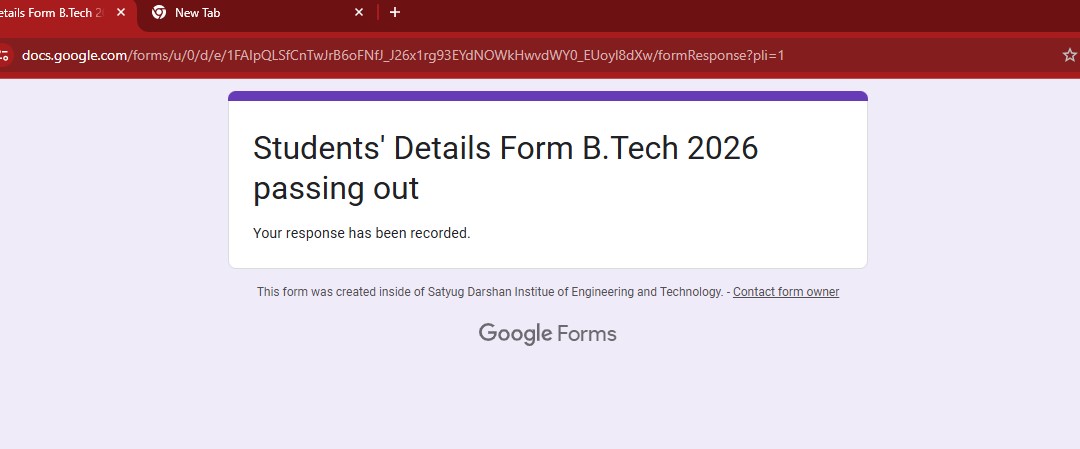 etails Form B.Tech 2
New Tab
docs.google.com/forms/u/0/d/e/1FAIpQLSfCnTwJrB6oFNfJ_J26x1rg93EYdNOWkHwvdWY0_EUoyl8dXw/formResponse?pli=1
Students' Details Form B.Tech 2026
passing out
Your response has been recorded.
This form was created inside of Satyug Darshan Institue of Engineering and Technology. - Contact form owner
Google Forms